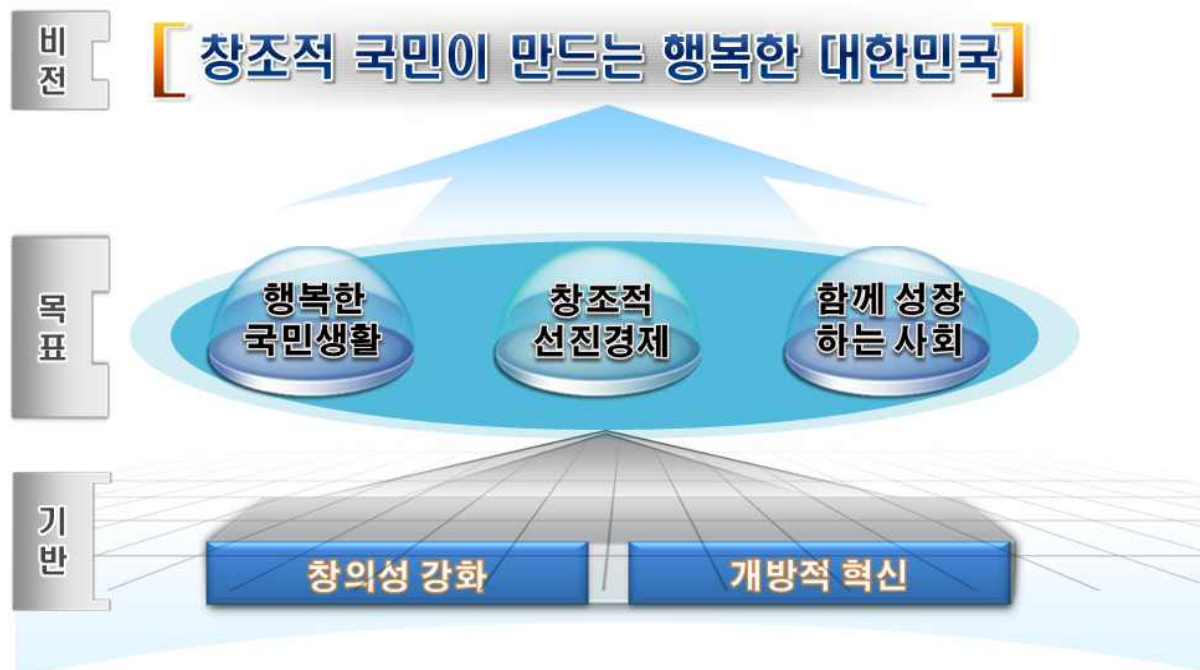 비
전
창조적 국민이 만드는 행복한 대한민국
목
표
행복한
국민생활
창조적
선진경제
함께 성장
하는 사회
기
반
창의성 강화
개방적 혁신